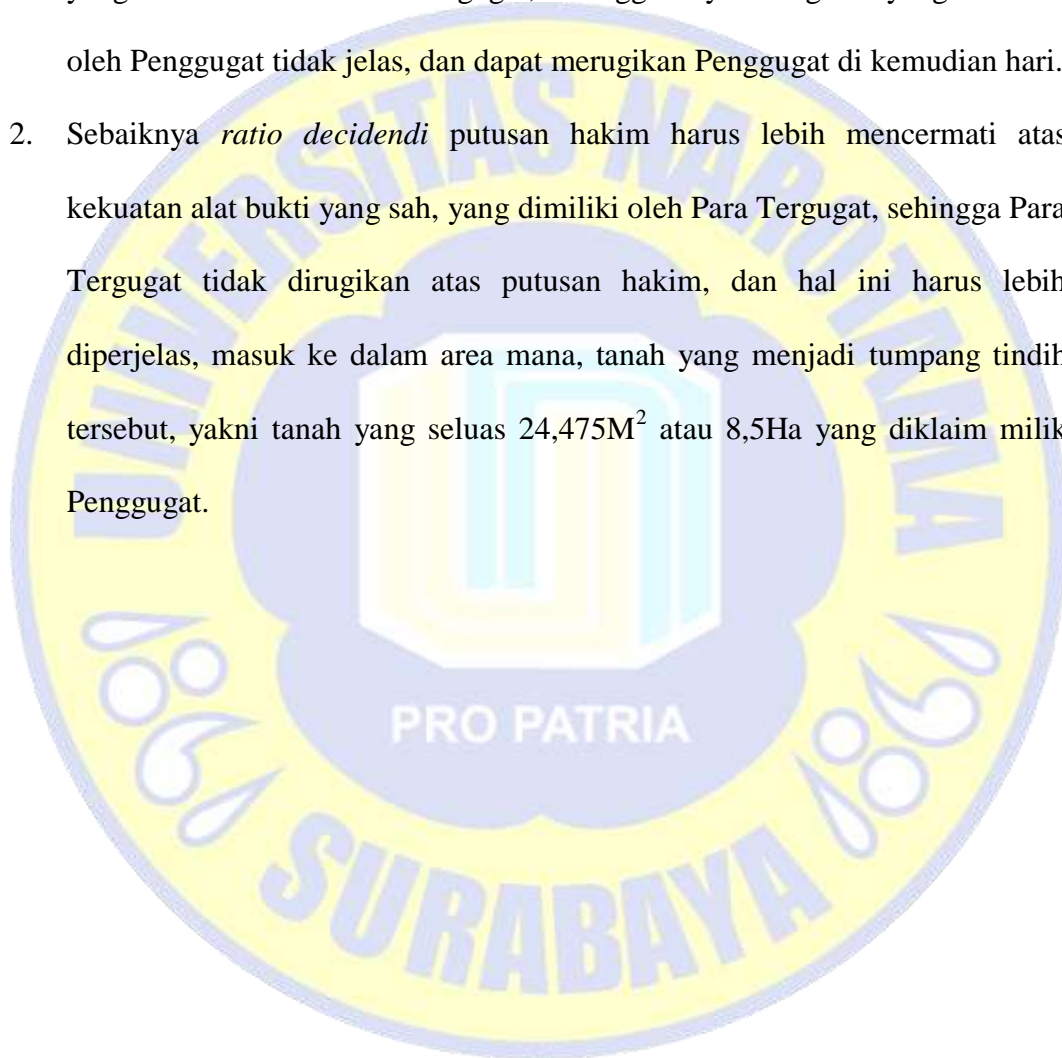 oleh Penggugat tidak jelas, dan dapat merugikan Penggugat di kemudian hari.
2. Sebaiknya ratio decidendi putusan hakim harus lebih mencermati atas
kekuatan alat bukti yang sah, yang dimiliki oleh Para Tergugat, sehingga Para
Tergugat tidak dirugikan atas putusan hakim, dan hal ini harus lebih
diperjelas, masuk ke dalam area mana, tanah yang menjadi tumpang tindih
tersebut, yakni tanah yang seluas 24,475M² atau 8,5Ha yang diklaim milik
Penggugat.
UNIVERSITAS NAROTAMA
PRO PATRIA
1981
SURABAYA